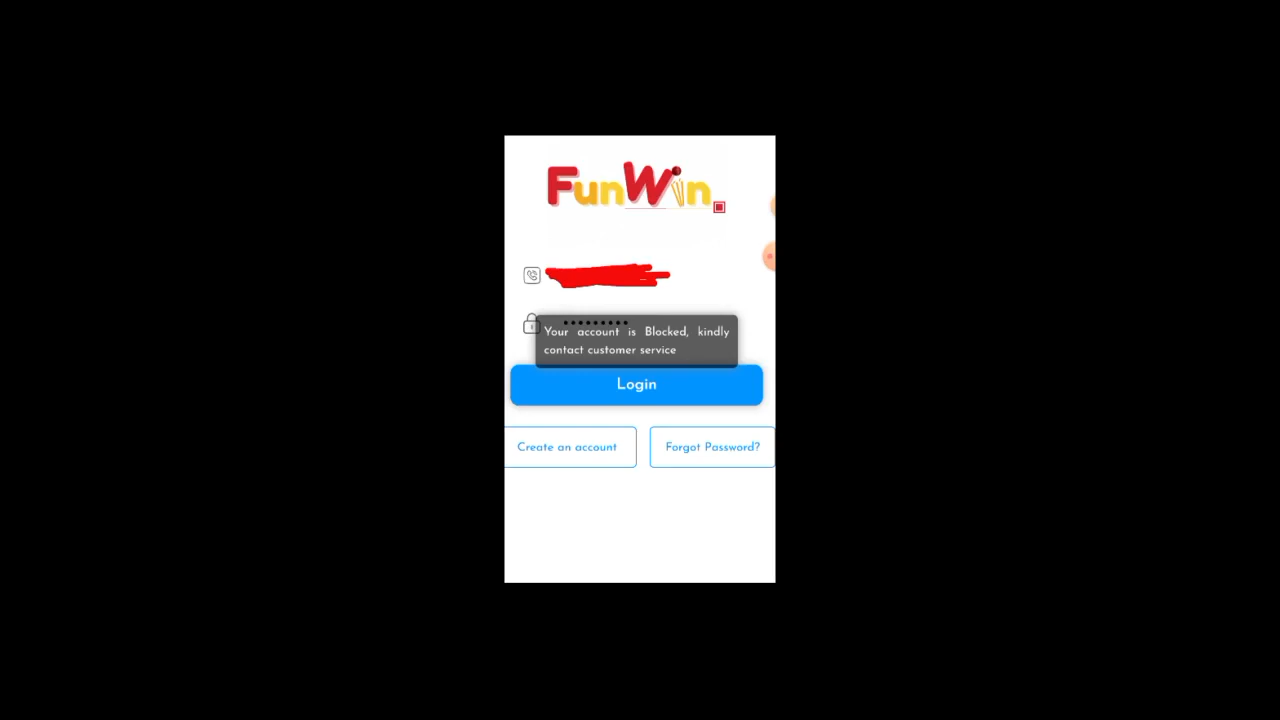 FunWin
Your account is Blocked, kindly
contact customer service
Login
Create an account
Forgot Password?